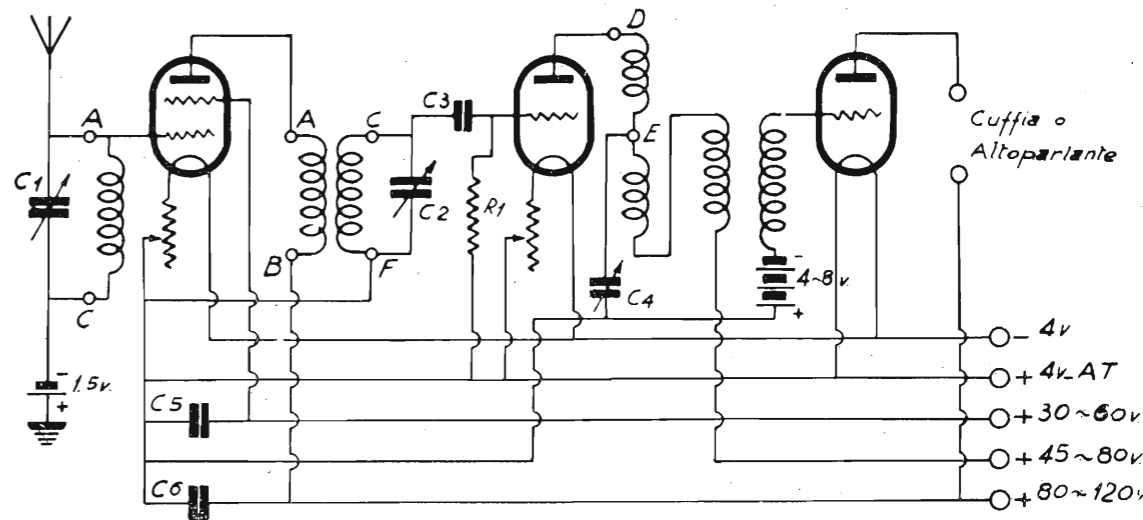 D
A
C3
C
A
E
Cuffia o
Altoparlante
C1
C2
R1
B
F
C
C4
-
4~8 v.
+
- 4v
-
1.5v.
+
+ 4v-AT
C5
+ 30~60v.
+ 45~80v.
C6
+ 80~120v